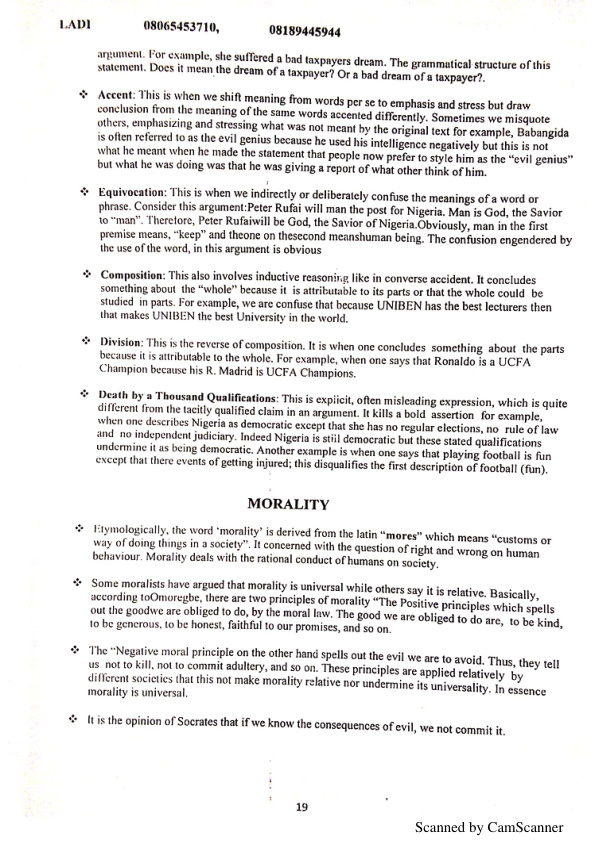 LADI 08065453710, 08189445944
argument. For example, she suffered a bad taxpayers dream. The grammatical structure of this
statement. Does it mean the dream of a taxpayer? Or a bad dream of a taxpayer?.
❖ Accent: This is when we shift meaning from words per se to emphasis and stress but draw
conclusion from the meaning of the same words accented differently. Sometimes we misquote
others, emphasizing and stressing what was not meant by the original text for example, Babangida
is often referred to as the evil genius because he used his intelligence negatively but this is not
what he meant when he made the statement that people now prefer to style him as the "evil genius"
but what he was doing was that he was giving a report of what other think of him.
❖ Equivocation: This is when we indirectly or deliberately confuse the meanings of a word or
phrase. Consider this argument:Peter Rufai will man the post for Nigeria. Man is God, the Savior
to "man". Therefore, Peter Rufaiwill be God, the Savior of Nigeria.Obviously, man in the first
premise means, "keep" and theone on thesecond meanshuman being. The confusion engendered by
the use of the word, in this argument is obvious
❖ Composition: This also involves inductive reasoning like in converse accident. It concludes
something about the "whole" because it is attributable to its parts or that the whole could be
studied in parts. For example, we are confuse that because UNIBEN has the best lecturers then
that makes UNIBEN the best University in the world.
❖ Division: This is the reverse of composition. It is when one concludes something about the parts
because it is attributable to the whole. For example, when one says that Ronaldo is a UCFA
Champion because his R. Madrid is UCFA Champions.
❖ Death by a Thousand Qualifications: This is explicit, often misleading expression, which is quite
different from the tacitly qualified claim in an argument. It kills a bold assertion for example,
when one describes Nigeria as democratic except that she has no regular elections, no rule of law
and no independent judiciary. Indeed Nigeria is still democratic but these stated qualifications
undermine it as being democratic. Another example is when one says that playing football is fun
except that there events of getting injured; this disqualifies the first description of football (fun).
MORALITY
❖ Etymologically, the word 'morality' is derived from the latin "mores" which means "customs or
way of doing things in a society". It concerned with the question of right and wrong on human
behaviour. Morality deals with the rational conduct of humans on society.
❖ Some moralists have argued that morality is universal while others say it is relative. Basically,
according toOmoregbe, there are two principles of morality "The Positive principles which spells
out the goodwe are obliged to do, by the moral law. The good we are obliged to do are, to be kind,
to be generous, to be honest, faithful to our promises, and so on.
❖ The "Negative moral principle on the other hand spells out the evil we are to avoid. Thus, they tell
us not to kill, not to commit adultery, and so on. These principles are applied relatively by
different societies that this not make morality relative nor undermine its universality. In essence
morality is universal.
❖ It is the opinion of Socrates that if we know the consequences of evil, we not commit it.
19
Scanned by CamScanner